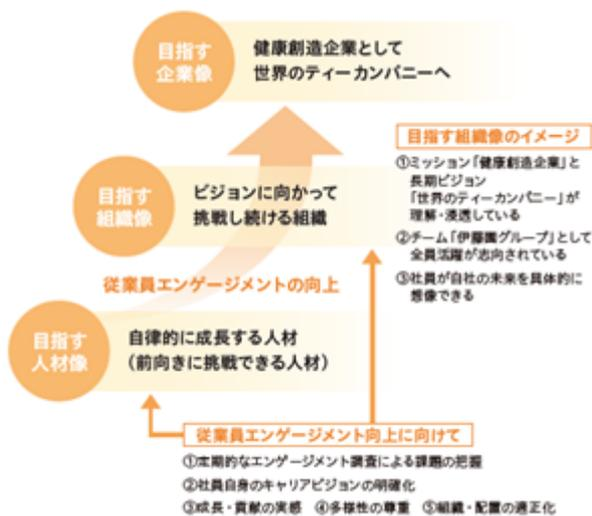 目指す
企業像
健康創造企業として
世界のティーカンパニーへ
目指す
組織像
ビジョンに向かって
挑戦し続ける組織
目指す組織像のイメージ
①ミッション「健康創造企業」と
長期ビジョン
「世界のティーカンパニー」が
理解・浸透している
②チーム「伊藤園グループ」として
全員活躍が志向されている
③社員が自社の未来を具体的に
想像できる
従業員エンゲージメントの向上
目指す
人材像
自律的に成長する人材
(前向きに挑戦できる人材)
従業員エンゲージメント向上に向けて
①定期的なエンゲージメント調査による課題の把握
②社員自身のキャリアビジョンの明確化
③成長・貢献の実感 ④多様性の尊重 ⑤組織・配置の適正化